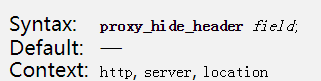 Syntax: proxy_hide_header field;
Default: —
Context: http, server, location